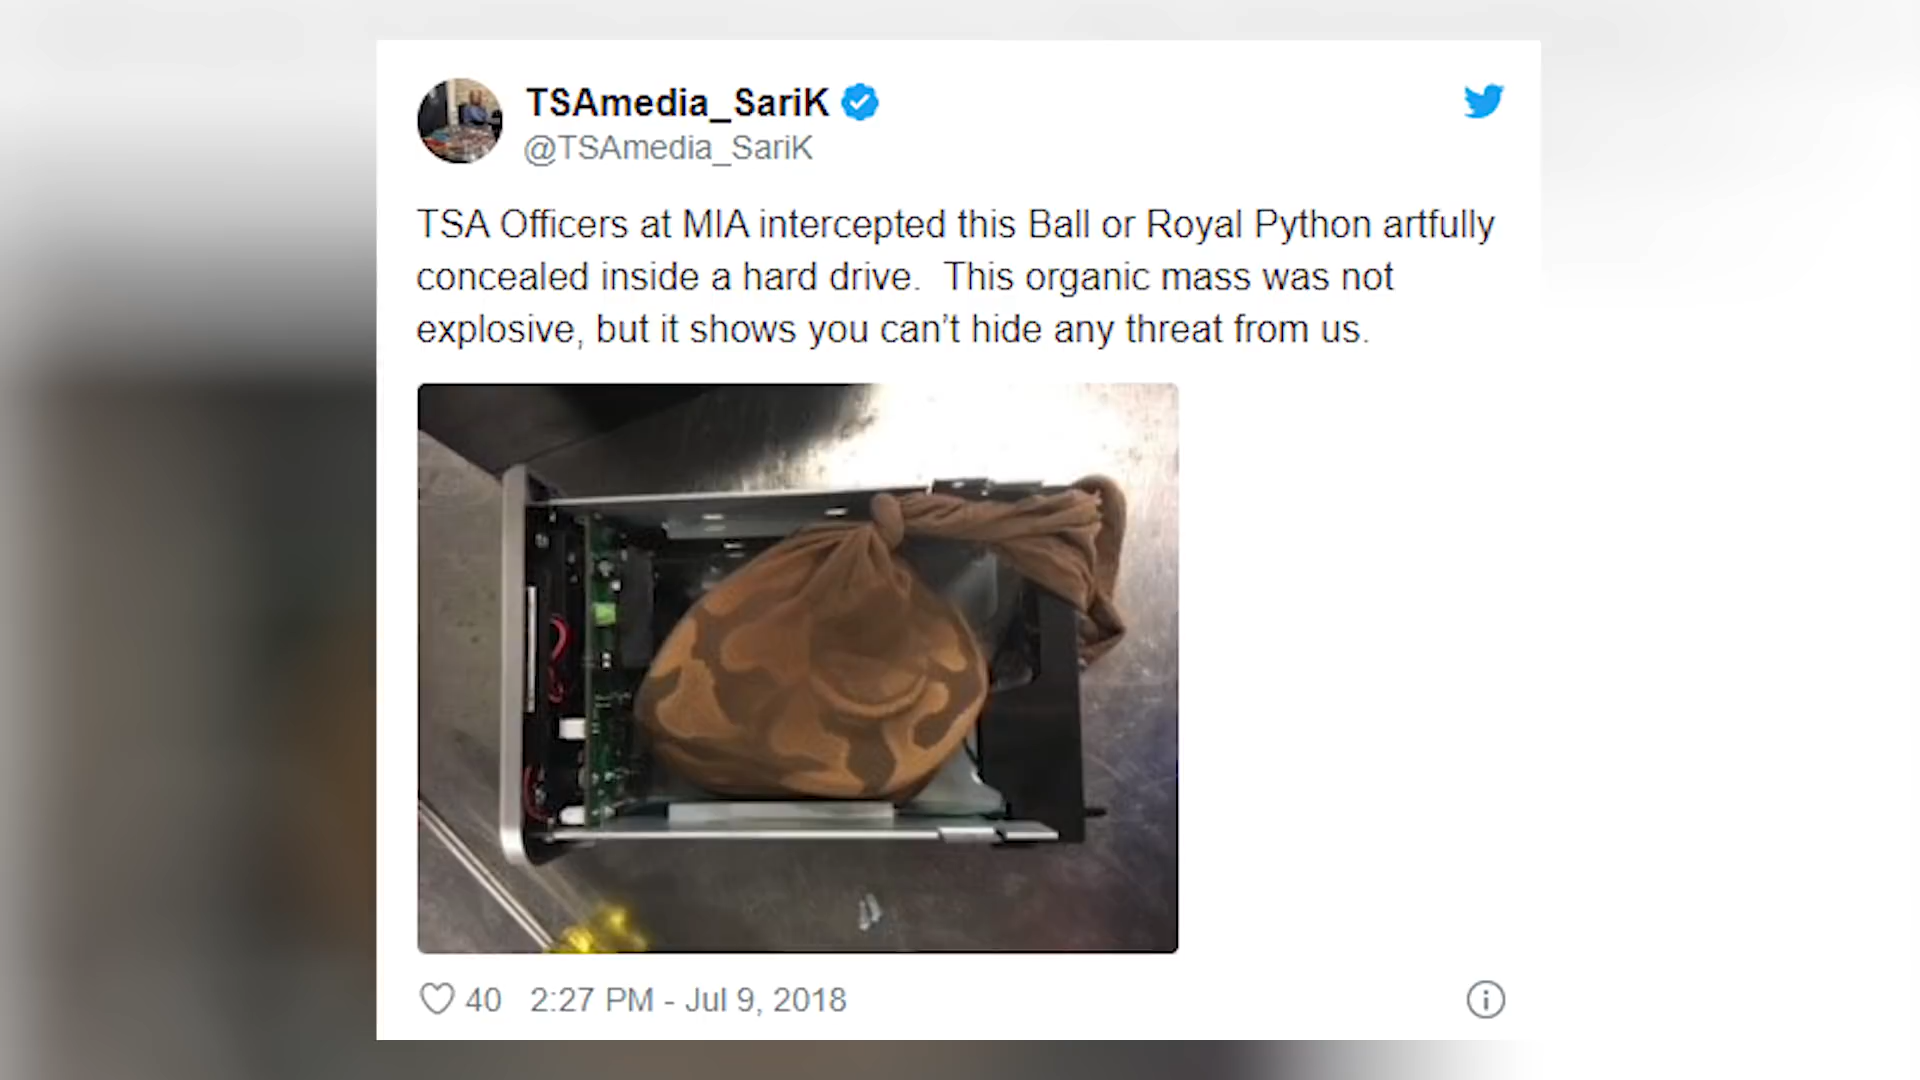 TSAmedia_SariK
@TSAmedia_SariK
TSA Officers at MIA intercepted this Ball or Royal Python artfully
concealed inside a hard drive.  This organic mass was not
explosive, but it shows you can’t hide any threat from us.
40 2:27 PM - Jul 9, 2018